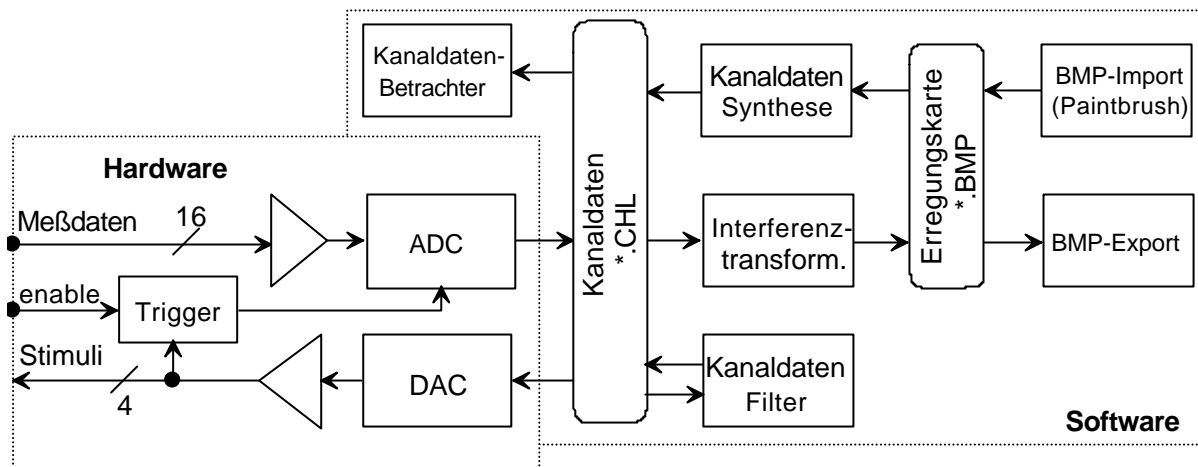 Kanaldaten-
Betrachter
Kanaldaten
*.CHL
Kanaldaten
Synthese
Erregungskarte
*.BMP
BMP-Import
(Paintbrush)
Hardware
Meßdaten
16
ADC
Interferenz-
transform.
BMP-Export
enable
Trigger
Stimuli
4
DAC
Kanaldaten
Filter
Software